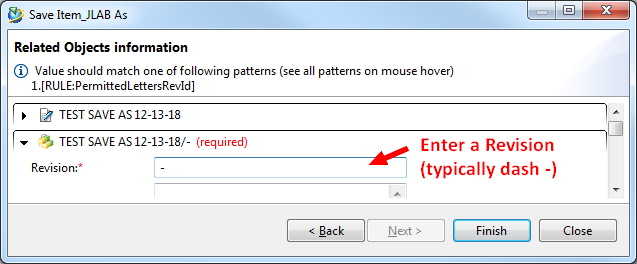 Save Item_JLAB As
Related Objects information
Value should match one of following patterns (see all patterns on mouse hover)
1.[RULE:PermittedLettersRevId]
TEST SAVE AS 12-13-18
TEST SAVE AS 12-13-18/- (required)
Revision:* -
Enter a Revision
(typically dash -)
< Back Next > Finish Close